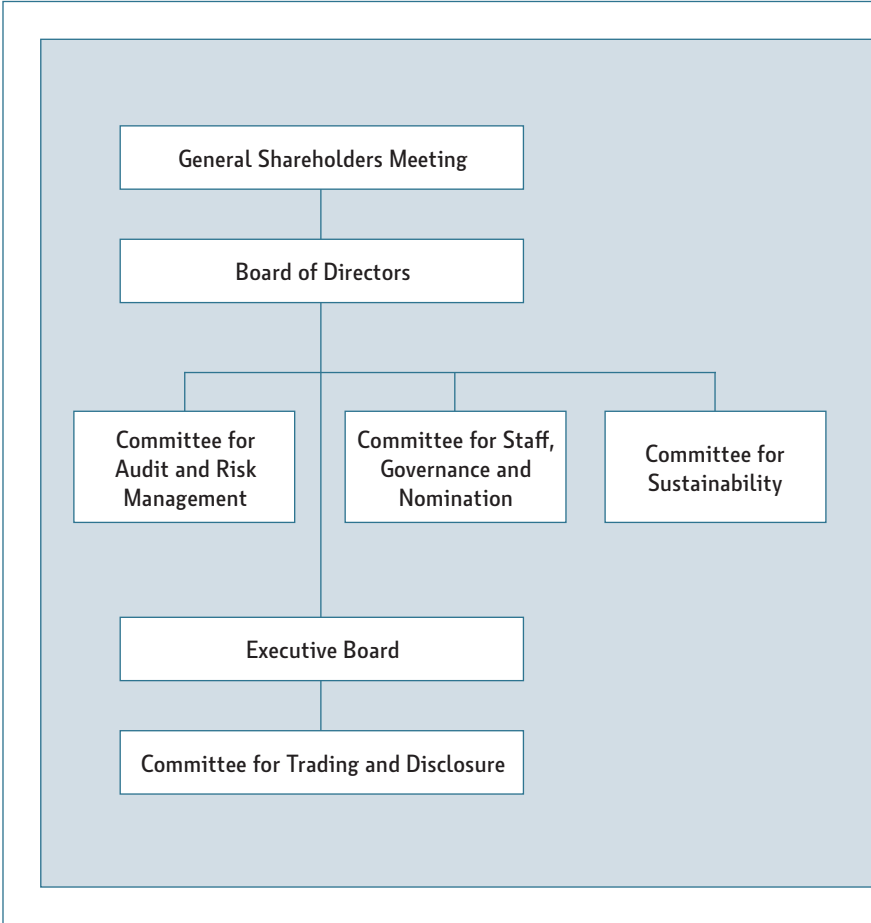 General Shareholders Meeting
Board of Directors
Committee for
Audit and Risk
Management
Committee for Staff,
Governance and
Nomination
Committee for
Sustainability
Executive Board
Committee for Trading and Disclosure